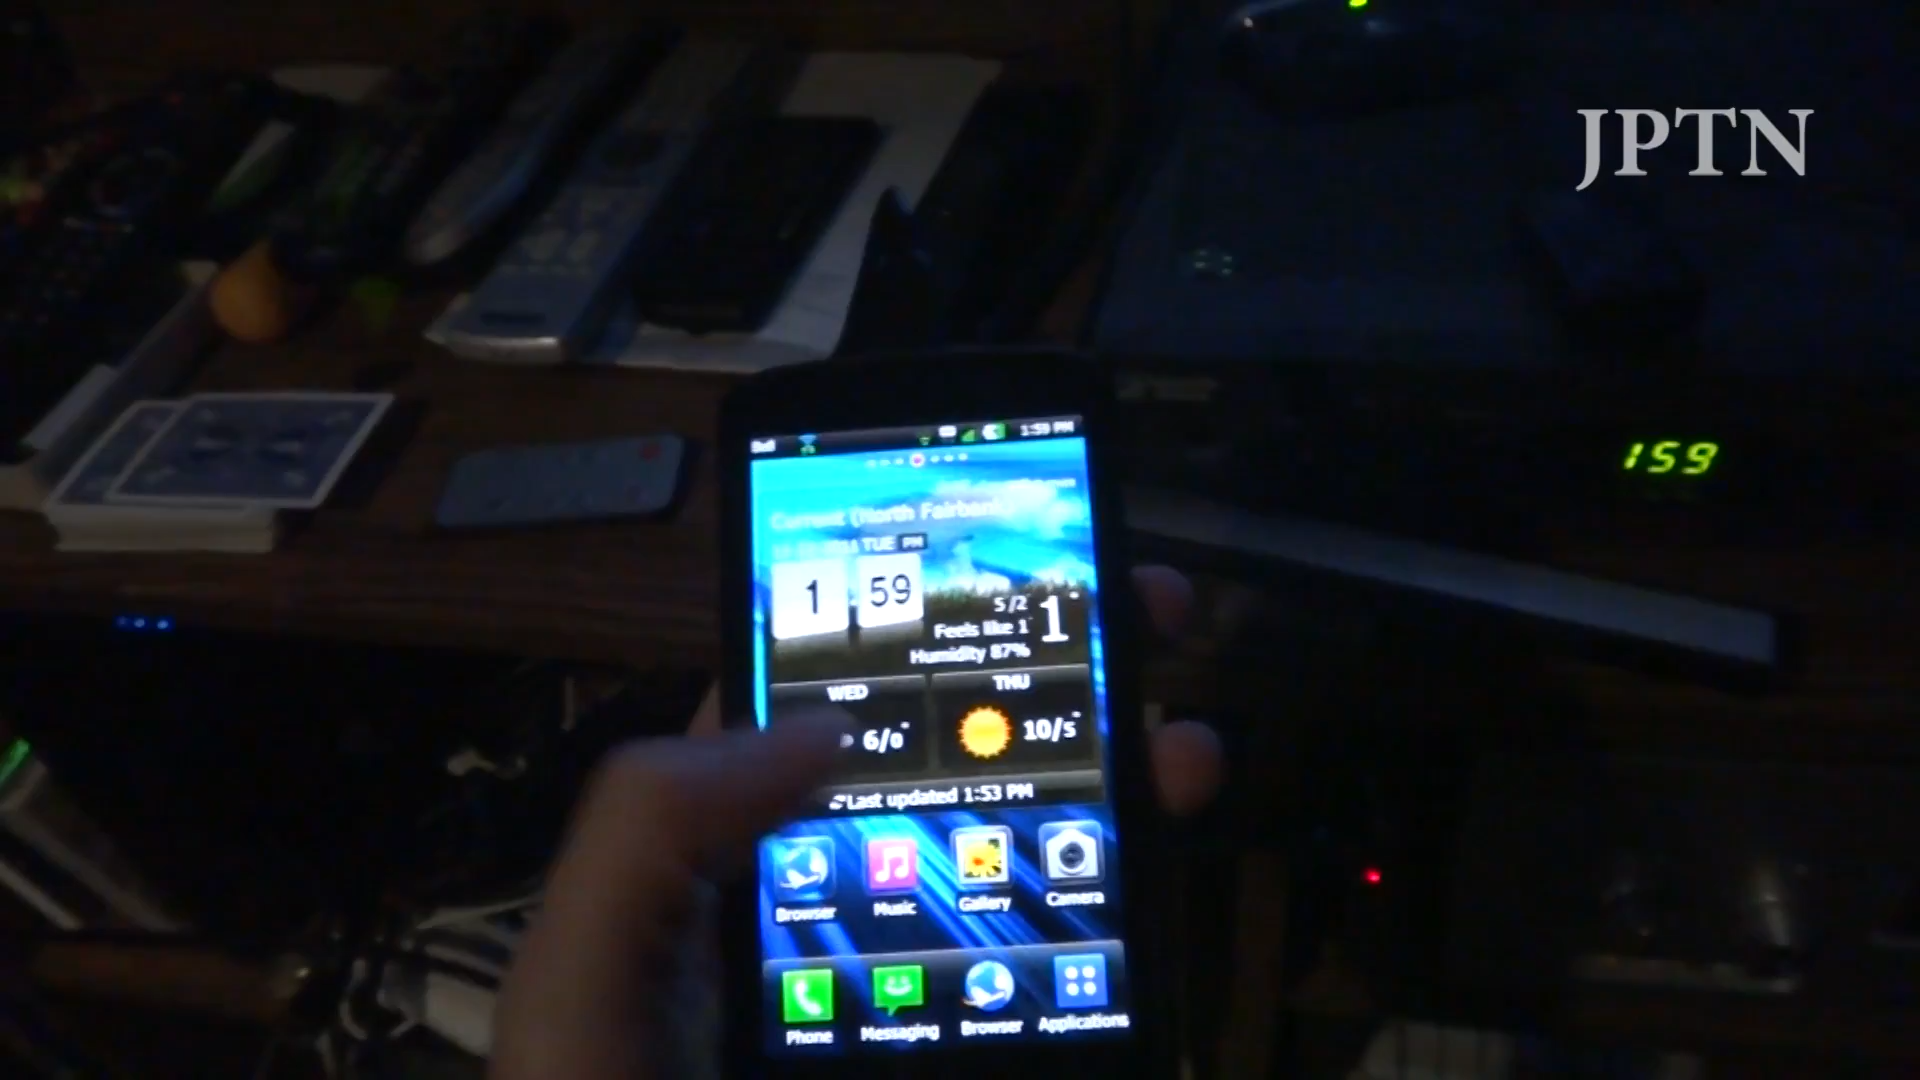 JPTN
Bell
1:59 PM
Current (North Fairbank)
TUE PM
1 59
5/2
1°
Feels like 1°
Humidity 87%
WED
THU
6/0°
10/5°
Last updated 1:53 PM
Browser Music Gallery Camera
Phone Messaging Browser Applications
159